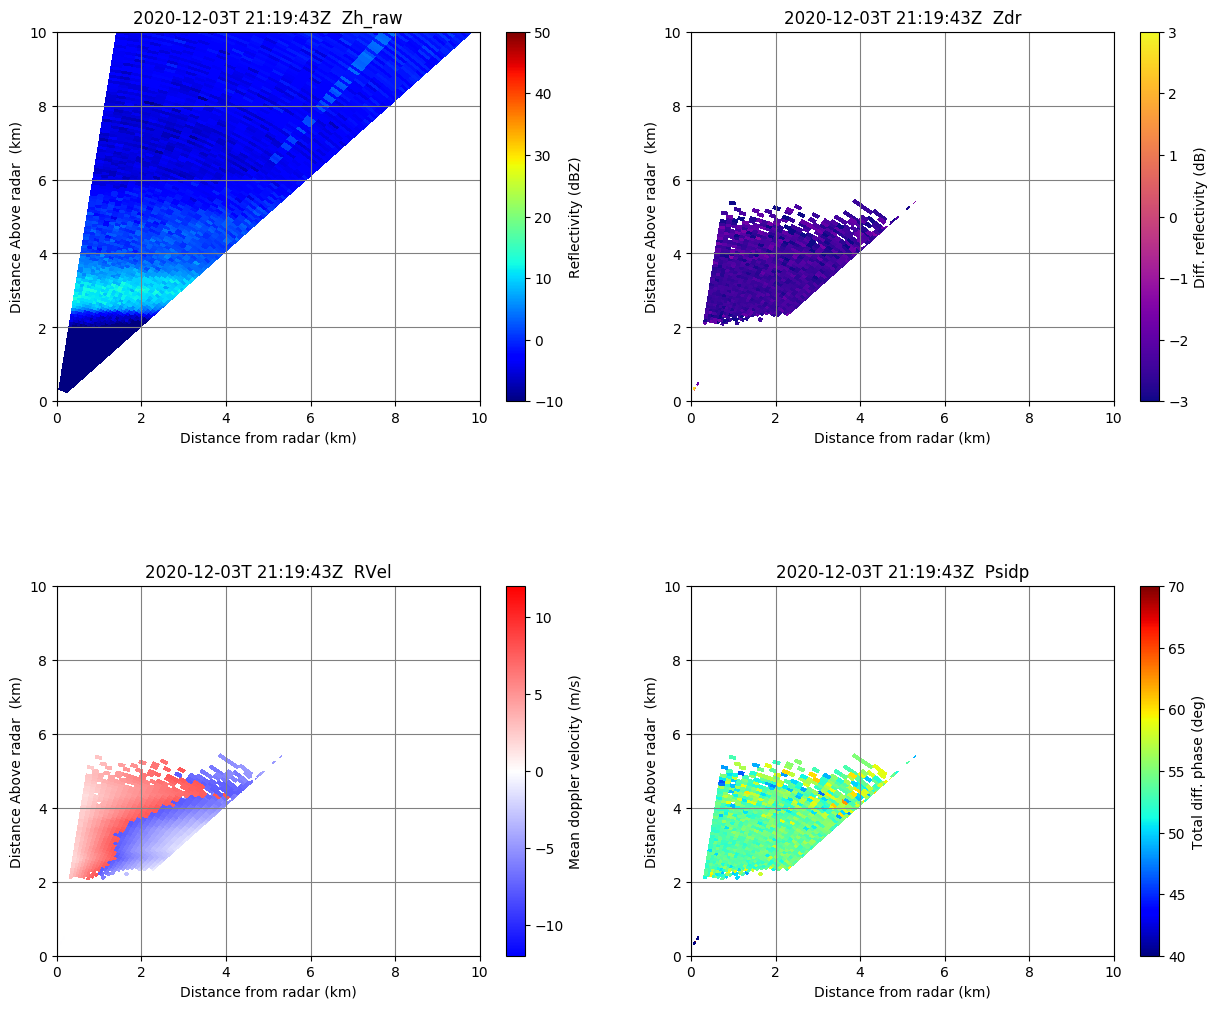 2020-12-03T 21:19:43Z  Zh_raw
10
8
6
4
2
0
0 2 4 6 8 10
Distance Above radar  (km)
Distance from radar (km)
50
40
30
20
10
0
−10
Reflectivity (dBZ)
2020-12-03T 21:19:43Z  Zdr
10
8
6
4
2
0
0 2 4 6 8 10
Distance Above radar  (km)
Distance from radar (km)
3
2
1
0
−1
−2
−3
Diff. reflectivity (dB)
2020-12-03T 21:19:43Z  RVel
10
8
6
4
2
0
0 2 4 6 8 10
Distance Above radar  (km)
Distance from radar (km)
10
5
0
−5
−10
Mean doppler velocity (m/s)
2020-12-03T 21:19:43Z  Psidp
10
8
6
4
2
0
0 2 4 6 8 10
Distance Above radar  (km)
Distance from radar (km)
70
65
60
55
50
45
40
Total diff. phase (deg)